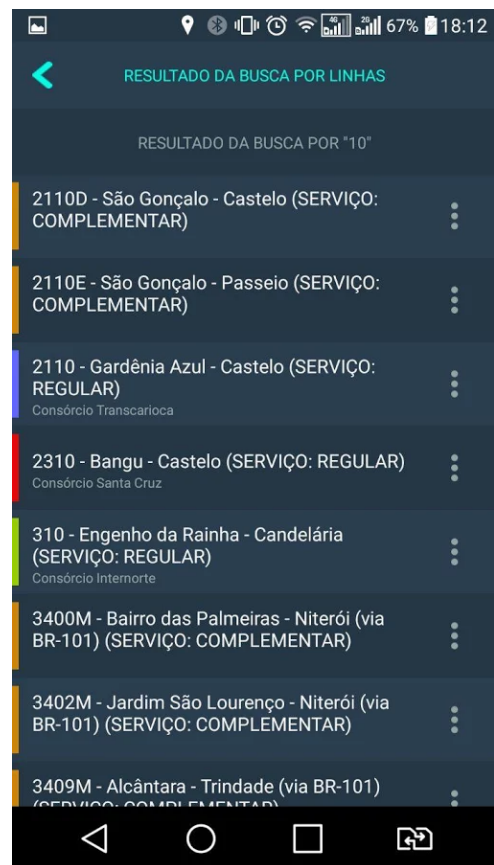 4G 2G 67% 18:12
RESULTADO DA BUSCA POR LINHAS
RESULTADO DA BUSCA POR "10"
2110D - São Gonçalo - Castelo (SERVIÇO:
COMPLEMENTAR)
2110E - São Gonçalo - Passeio (SERVIÇO:
COMPLEMENTAR)
2110 - Gardênia Azul - Castelo (SERVIÇO:
REGULAR)
Consórcio Transcarioca
2310 - Bangu - Castelo (SERVIÇO: REGULAR)
Consórcio Santa Cruz
310 - Engenho da Rainha - Candelária
(SERVIÇO: REGULAR)
Consórcio Internorte
3400M - Bairro das Palmeiras - Niterói (via
BR-101) (SERVIÇO: COMPLEMENTAR)
3402M - Jardim São Lourenço - Niterói (via
BR-101) (SERVIÇO: COMPLEMENTAR)
3409M - Alcântara - Trindade (via BR-101)
(SERVIÇO: COMPLEMENTAR)